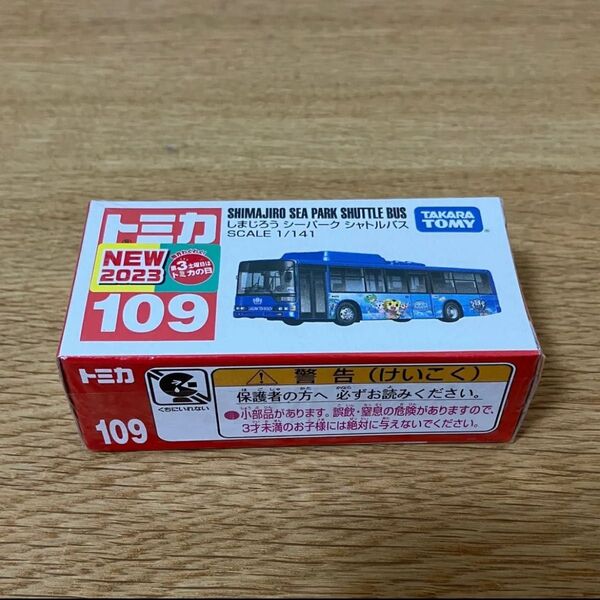 トミカ
SHIMAJIRO SEA PARK SHUTTLE BUS
しまじろう シーパーク シャトルバス
SCALE 1/141
TAKARA
TOMY
NEW
2023
第3土曜日は
トミカの日
109
トミカ
109
くちにいれない
警告(けいこく)
保護者の方へ 必ずお読みください。
小部品があります。誤飲・窒息の危険がありますので、
3才未満のお子様には絶対に与えないでください。